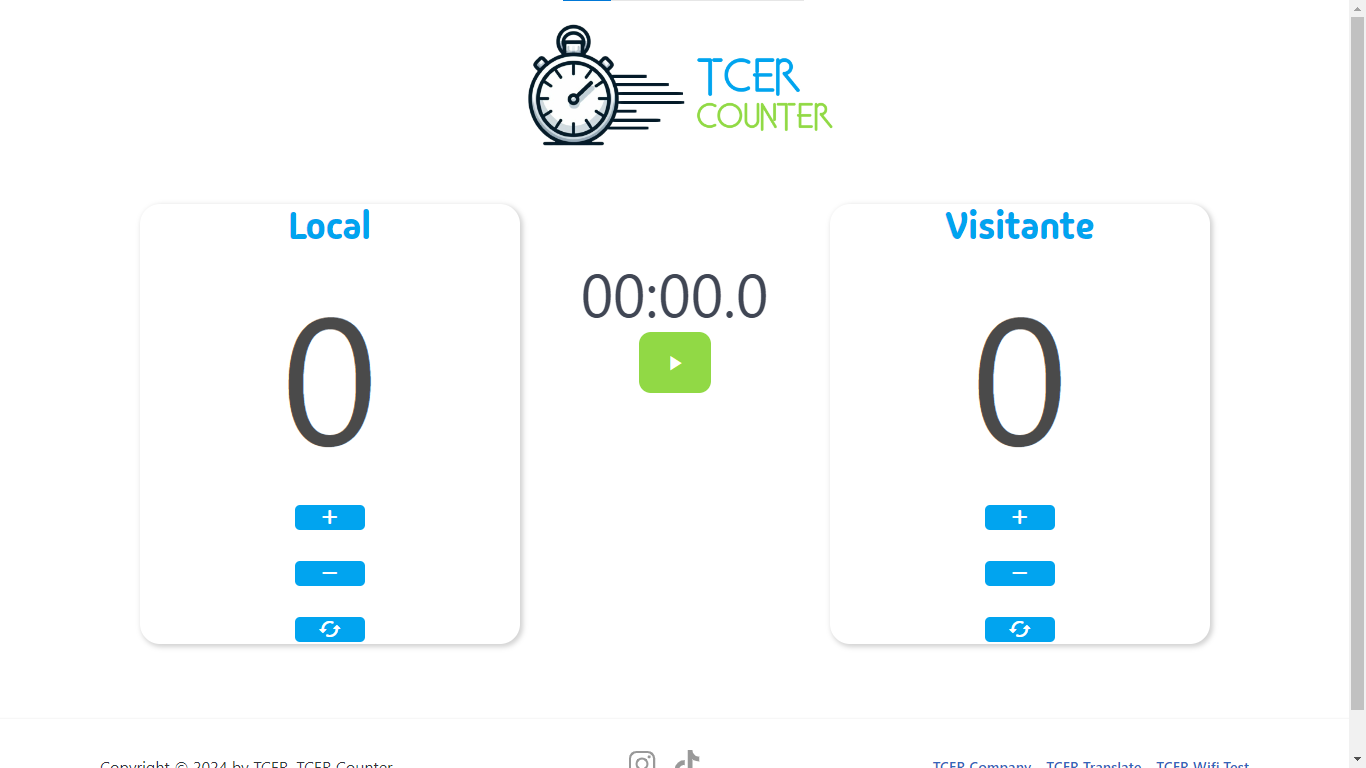 TCER
COUNTER
Local
Visitante
00:00.0
0
0
+
+
−
−
Copyright © 2024 by TCER, TCER Counter
TCER Company TCER Translate TCER Wifi Test